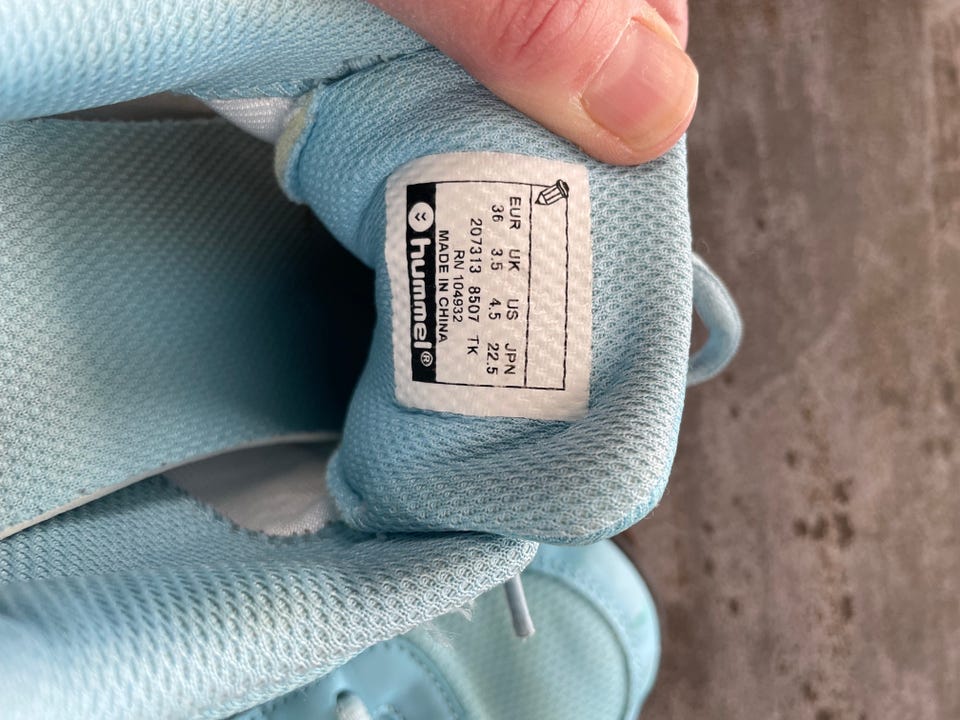 EUR UK US JPN
36 3.5 4.5 22.5
207313 8507 TK
RN 104932
MADE IN CHINA
hummel®